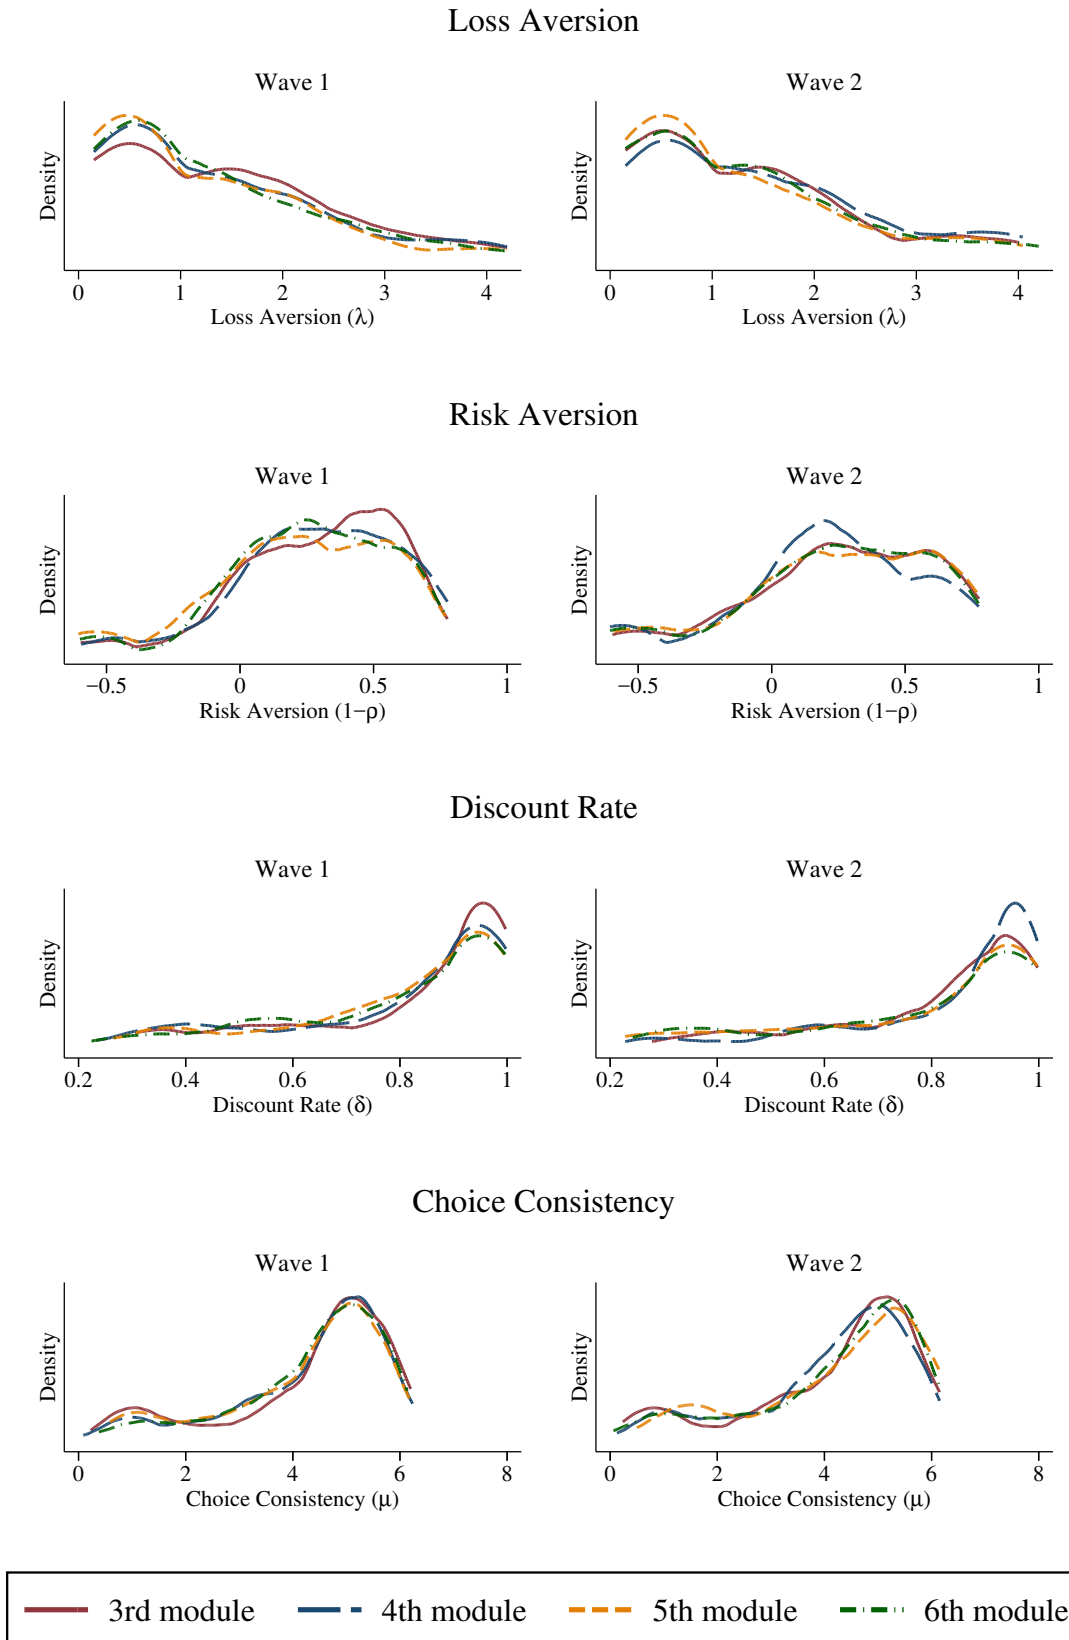 Loss Aversion
Wave 1
Wave 2
Density
Density
0 1 2 3 4
0 1 2 3 4
Loss Aversion (λ)
Loss Aversion (λ)
Risk Aversion
Wave 1
Wave 2
Density
Density
−0.5 0 0.5 1
−0.5 0 0.5 1
Risk Aversion (1−ρ)
Risk Aversion (1−ρ)
Discount Rate
Wave 1
Wave 2
Density
Density
0.2 0.4 0.6 0.8 1
0.2 0.4 0.6 0.8 1
Discount Rate (δ)
Discount Rate (δ)
Choice Consistency
Wave 1
Wave 2
Density
Density
0 2 4 6 8
0 2 4 6 8
Choice Consistency (μ)
Choice Consistency (μ)
3rd module 4th module 5th module 6th module